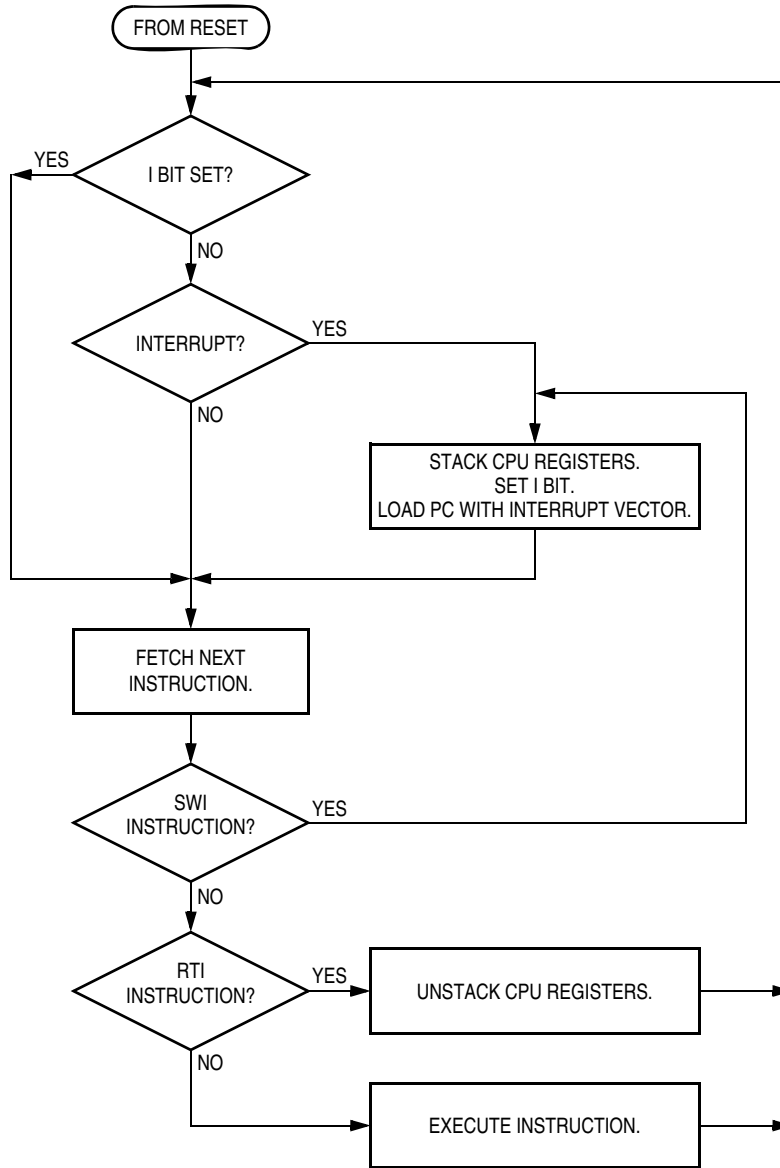 FROM RESET
YES
I BIT SET?
NO
INTERRUPT?
YES
NO
STACK CPU REGISTERS.
SET I BIT.
LOAD PC WITH INTERRUPT VECTOR.
FETCH NEXT
INSTRUCTION.
SWI
INSTRUCTION?
YES
NO
RTI
INSTRUCTION?
YES
UNSTACK CPU REGISTERS.
NO
EXECUTE INSTRUCTION.